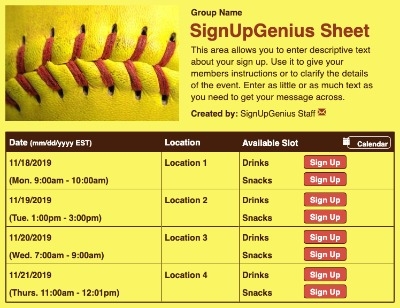 Group Name
SignUpGenius Sheet
This area allows you to enter descriptive text
about your sign up. Use it to give your
members instructions or to clarify the details
of the event. Enter as little or as much text as
you need to get your message across.
Created by: SignUpGenius Staff
Date (mm/dd/yyyy EST) Location Available Slot Calendar
11/18/2019 Location 1 Drinks Sign Up
(Mon. 9:00am - 10:00am) Snacks Sign Up
11/19/2019 Location 2 Drinks Sign Up
(Tue. 1:00pm - 3:00pm) Snacks Sign Up
11/20/2019 Location 3 Drinks Sign Up
(Wed. 7:00am - 9:00am) Snacks Sign Up
11/21/2019 Location 4 Drinks Sign Up
(Thurs. 11:00am - 12:01pm) Snacks Sign Up